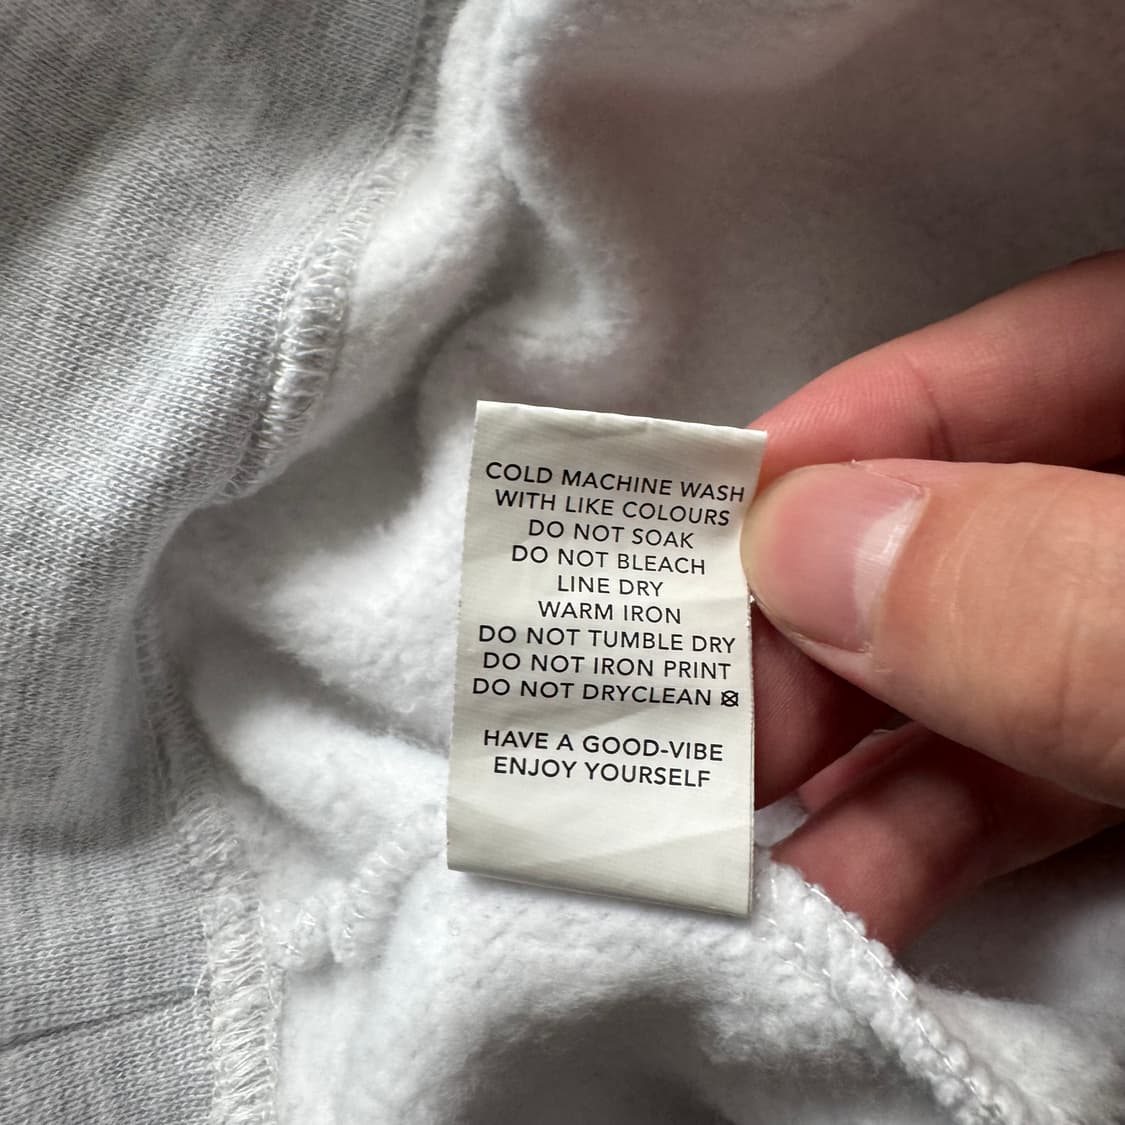 COLD MACHINE WASH
WITH LIKE COLOURS
DO NOT SOAK
DO NOT BLEACH
LINE DRY
WARM IRON
DO NOT TUMBLE DRY
DO NOT IRON PRINT
DO NOT DRYCLEAN
HAVE A GOOD-VIBE
ENJOY YOURSELF